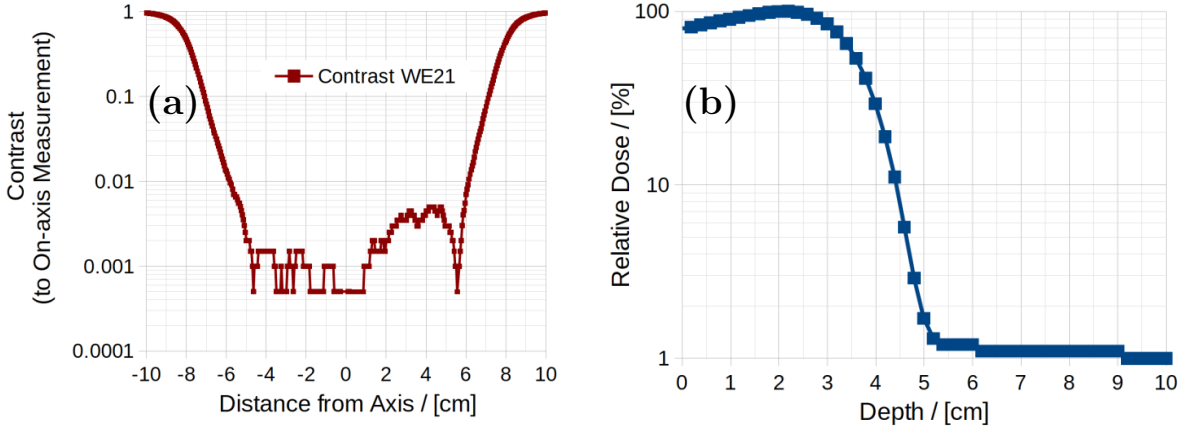 1
0.1
0.01
0.001
0.0001
-10 -8 -6 -4 -2 0 2 4 6 8 10
Distance from Axis / [cm]
Contrast
(to On-axis Measurement)
(a)
Contrast WE21
100
10
1
0 1 2 3 4 5 6 7 8 9 10
Depth / [cm]
Relative Dose / [%]
(b)